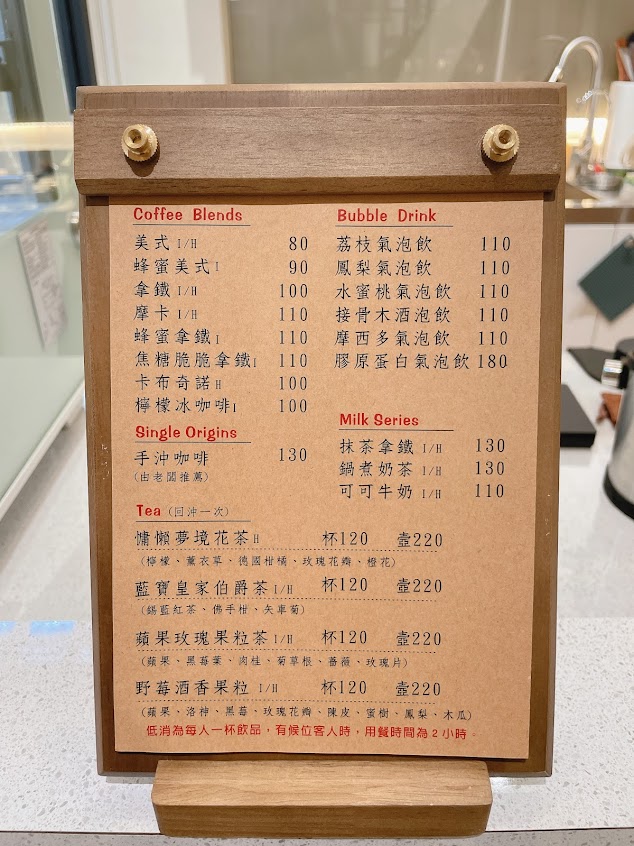 Coffee Blends
美式 I/H 80
蜂蜜美式 I 90
拿鐵 I/H 100
摩卡 I/H 110
蜂蜜拿鐵 I 110
焦糖脆脆拿鐵 I 110
卡布奇諾 H 100
檸檬冰咖啡 I 100
Single Origins
手沖咖啡 130
(由老闆推薦)
Bubble Drink
荔枝氣泡飲 110
鳳梨氣泡飲 110
水蜜桃氣泡飲 110
接骨木酒泡飲 110
摩西多氣泡飲 110
膠原蛋白氣泡飲 180
Milk Series
抹茶拿鐵 I/H 130
鍋煮奶茶 I/H 130
可可牛奶 I/H 110
Tea (回沖一次)
慵懶夢境花茶 H 杯120 壺220
(檸檬、薰衣草、德國柑橘、玫瑰花瓣、橙花)
藍寶皇家伯爵茶 I/H 杯120 壺220
(錫藍紅茶、佛手柑、矢車菊)
蘋果玫瑰果粒茶 I/H 杯120 壺220
(蘋果、黑莓葉、肉桂、菊草根、薔薇、玫瑰片)
野莓酒香果粒 I/H 杯120 壺220
(蘋果、洛神、黑莓、玫瑰花瓣、陳皮、蜜樹、鳳梨、木瓜)
低消為每人一杯飲品，有候位客人時，用餐時間為2小時。